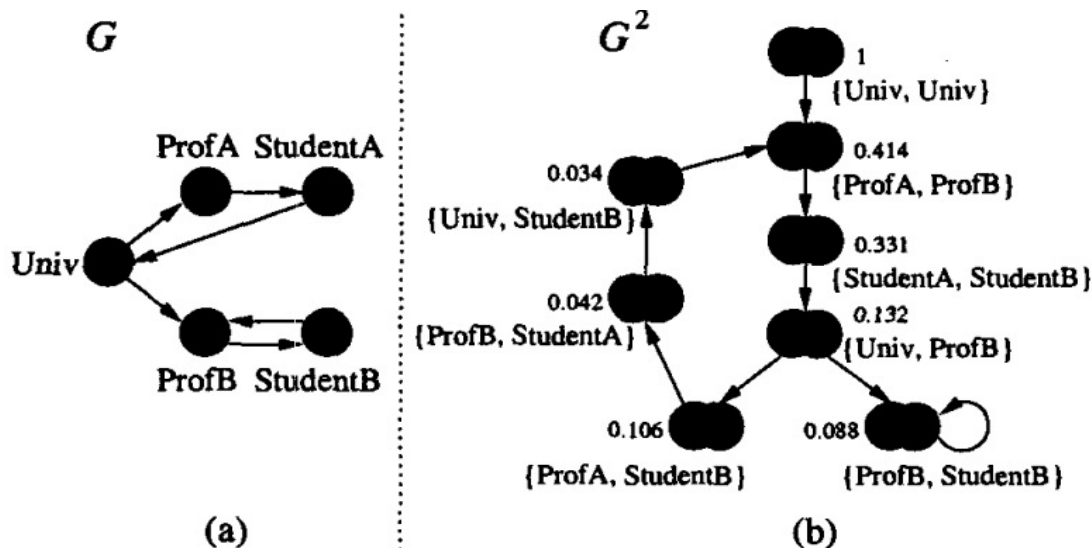 G
ProfA StudentA
Univ
ProfB StudentB
(a)
G²
1
{Univ, Univ}
0.414
{ProfA, ProfB}
0.034
{Univ, StudentB}
0.331
{StudentA, StudentB}
0.042
{ProfB, StudentA}
0.132
{Univ, ProfB}
0.106
{ProfA, StudentB}
0.088
{ProfB, StudentB}
(b)